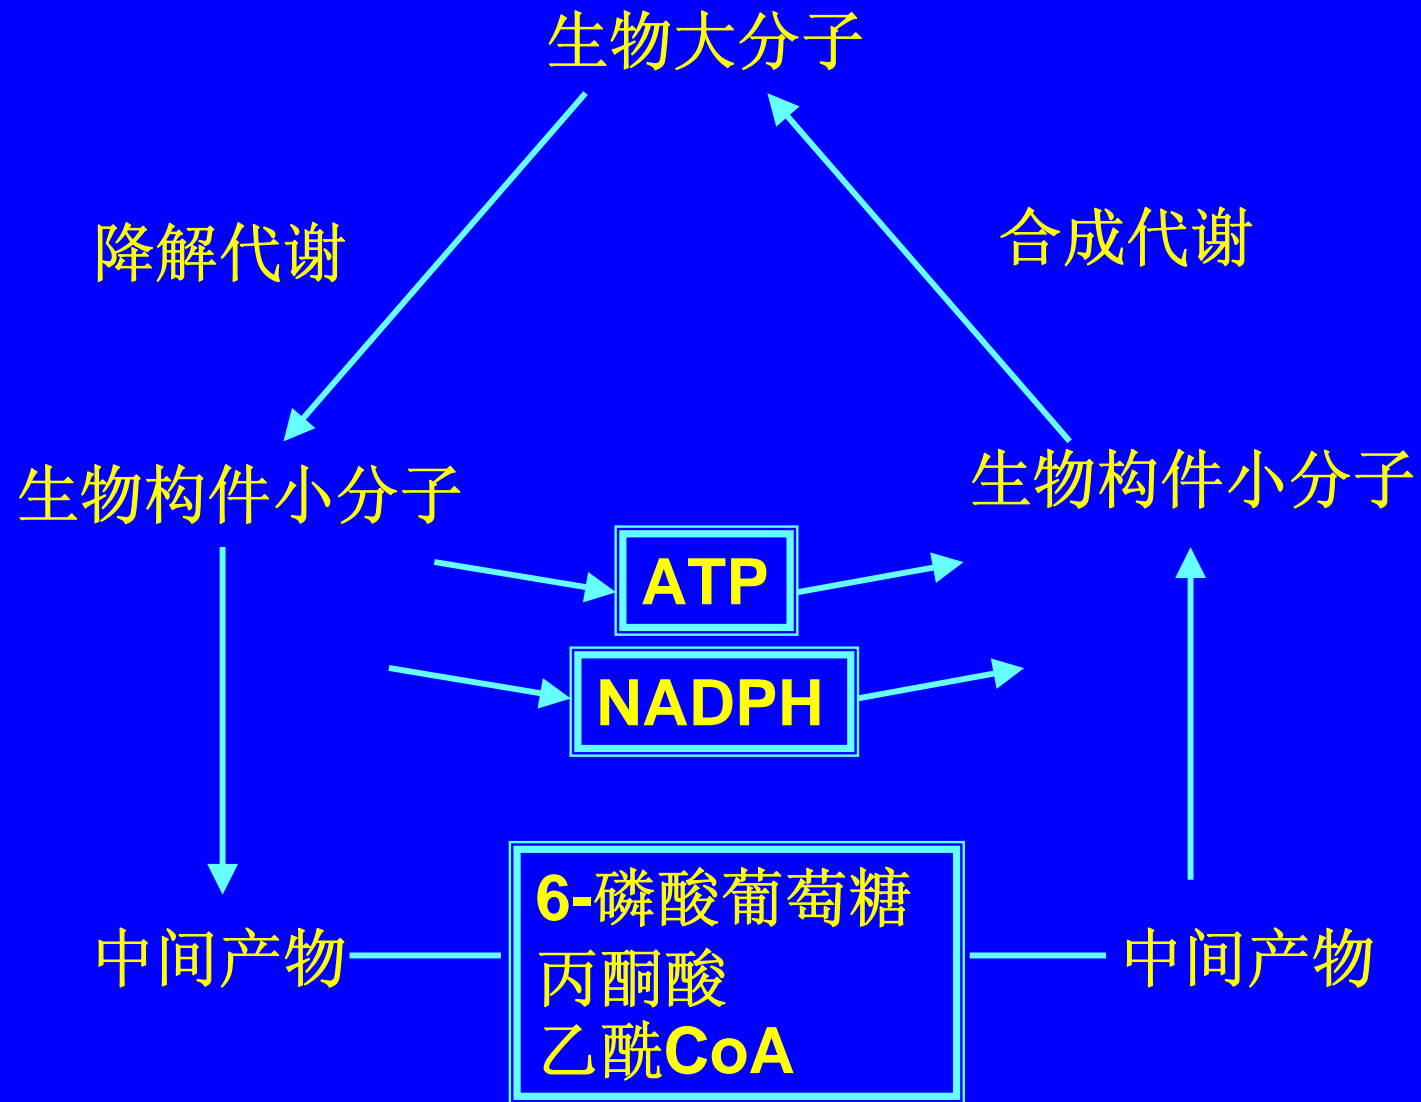 生物大分子
降解代谢
合成代谢
生物构件小分子
生物构件小分子
ATP
NADPH
6-磷酸葡萄糖
丙酮酸
乙酰CoA
中间产物
中间产物